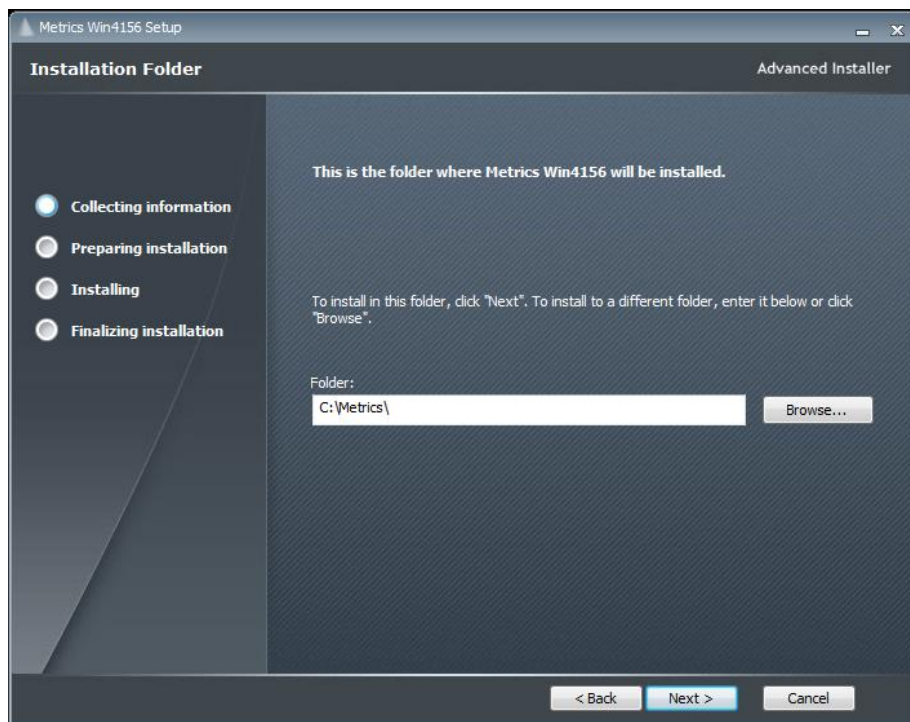 Metrics Win4156 Setup
Installation Folder
Advanced Installer
This is the folder where Metrics Win4156 will be installed.
Collecting information
Preparing installation
Installing
Finalizing installation
To install in this folder, click "Next". To install to a different folder, enter it below or click
"Browse".
Folder:
C:\Metrics\
Browse...
< Back
Next >
Cancel